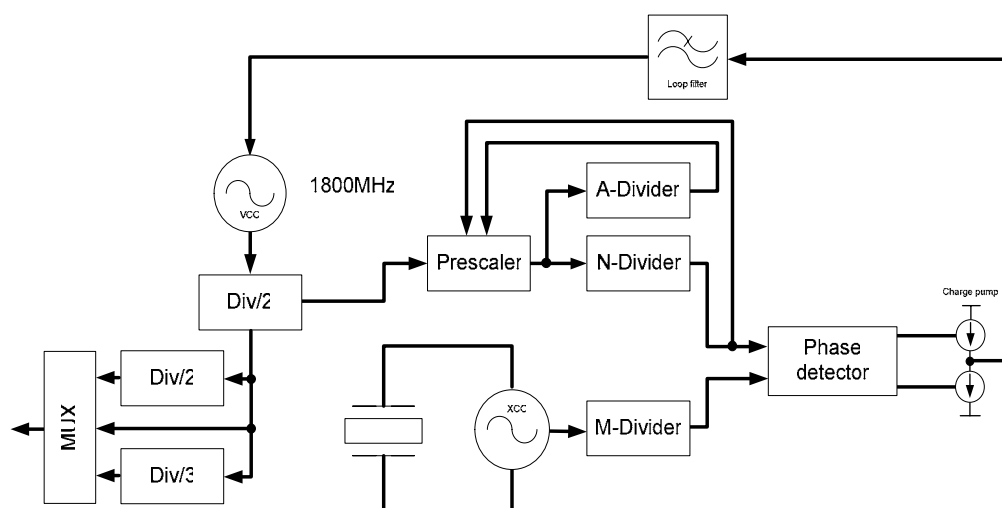 Loop filter
1800MHz
VCC
A-Divider
Prescaler
N-Divider
Div/2
Charge pump
Phase
detector
Div/2
MUX
XCC
M-Divider
Div/3